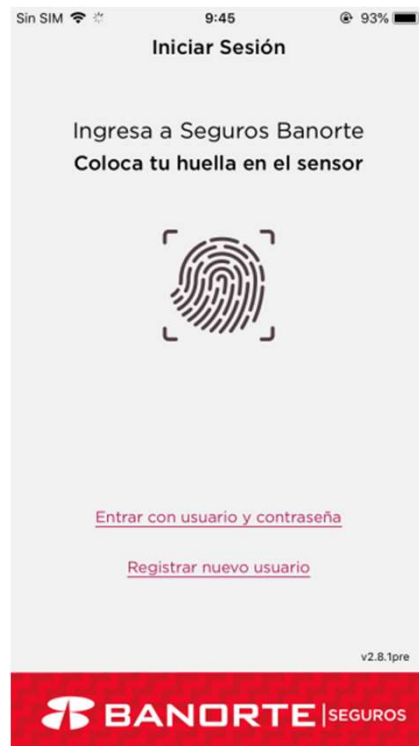 Sin SIM 9:45 93%
Iniciar Sesión
Ingresa a Seguros Banorte
Coloca tu huella en el sensor
Entrar con usuario y contraseña
Registrar nuevo usuario
v2.8.1pre
BANORTE | SEGUROS